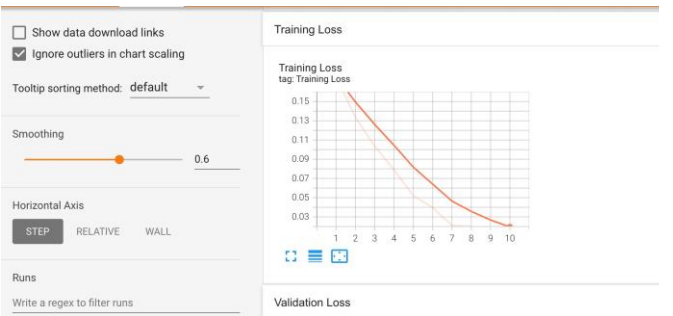 Show data download links
Ignore outliers in chart scaling
Tooltip sorting method: default
Smoothing
0.6
Horizontal Axis
STEP RELATIVE WALL
Runs
Write a regex to filter runs
Training Loss
Training Loss
tag: Training Loss
0.15
0.13
0.11
0.09
0.07
0.05
0.03
1 2 3 4 5 6 7 8 9 10
Validation Loss